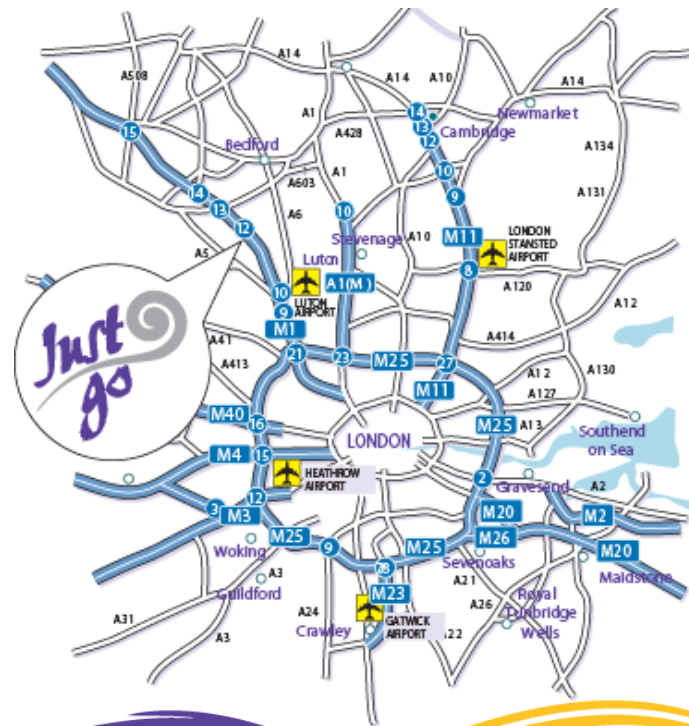 A14
A508
A14
A10
A14
15
A1
14
13
12
Cambridge
Newmarket
A428
Bedford
A134
A603
A1
10
14
13
A6
10
9
A131
12
A5
Stevenage
A10
M11
LONDON
STANSTED
AIRPORT
Luton
8
10
A1(M)
A120
LUTON
AIRPORT
9
M1
A12
A41
A414
21
23
M25
27
A413
M11
A12
A130
A127
Just
go
M40
16
M25
A13
LONDON
Southend
on Sea
M4
15
HEATHROW
AIRPORT
2
Gravesend
A2
12
3
M3
M20
M2
M25
M26
Woking
9
M25
M20
Sevenoaks
28
Maidstone
A3
Guildford
M23
A21
A24
A26
Royal
Tunbridge
Wells
A31
Crawley
GATWICK
AIRPORT
A3